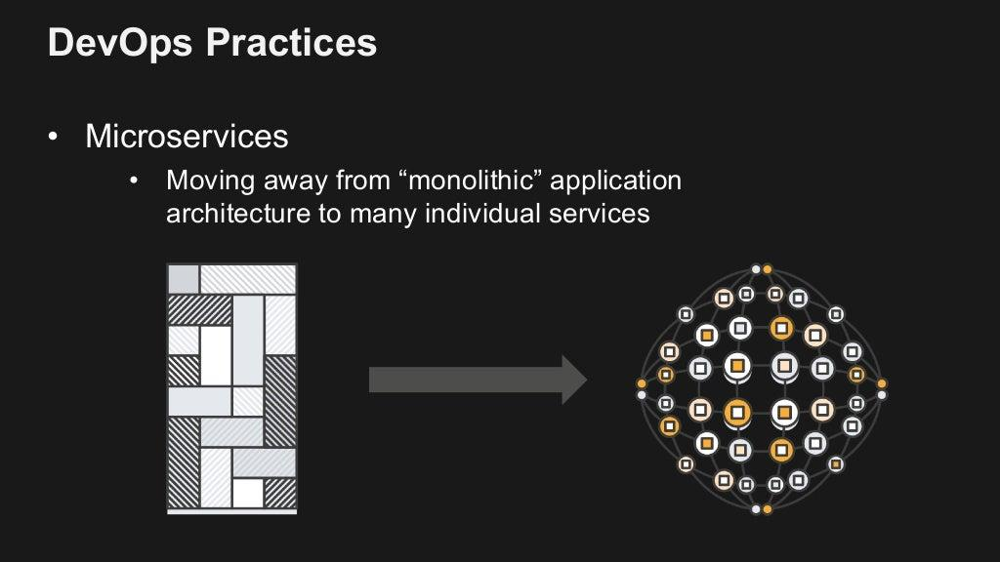 DevOps Practices
• Microservices
• Moving away from “monolithic” application
architecture to many individual services